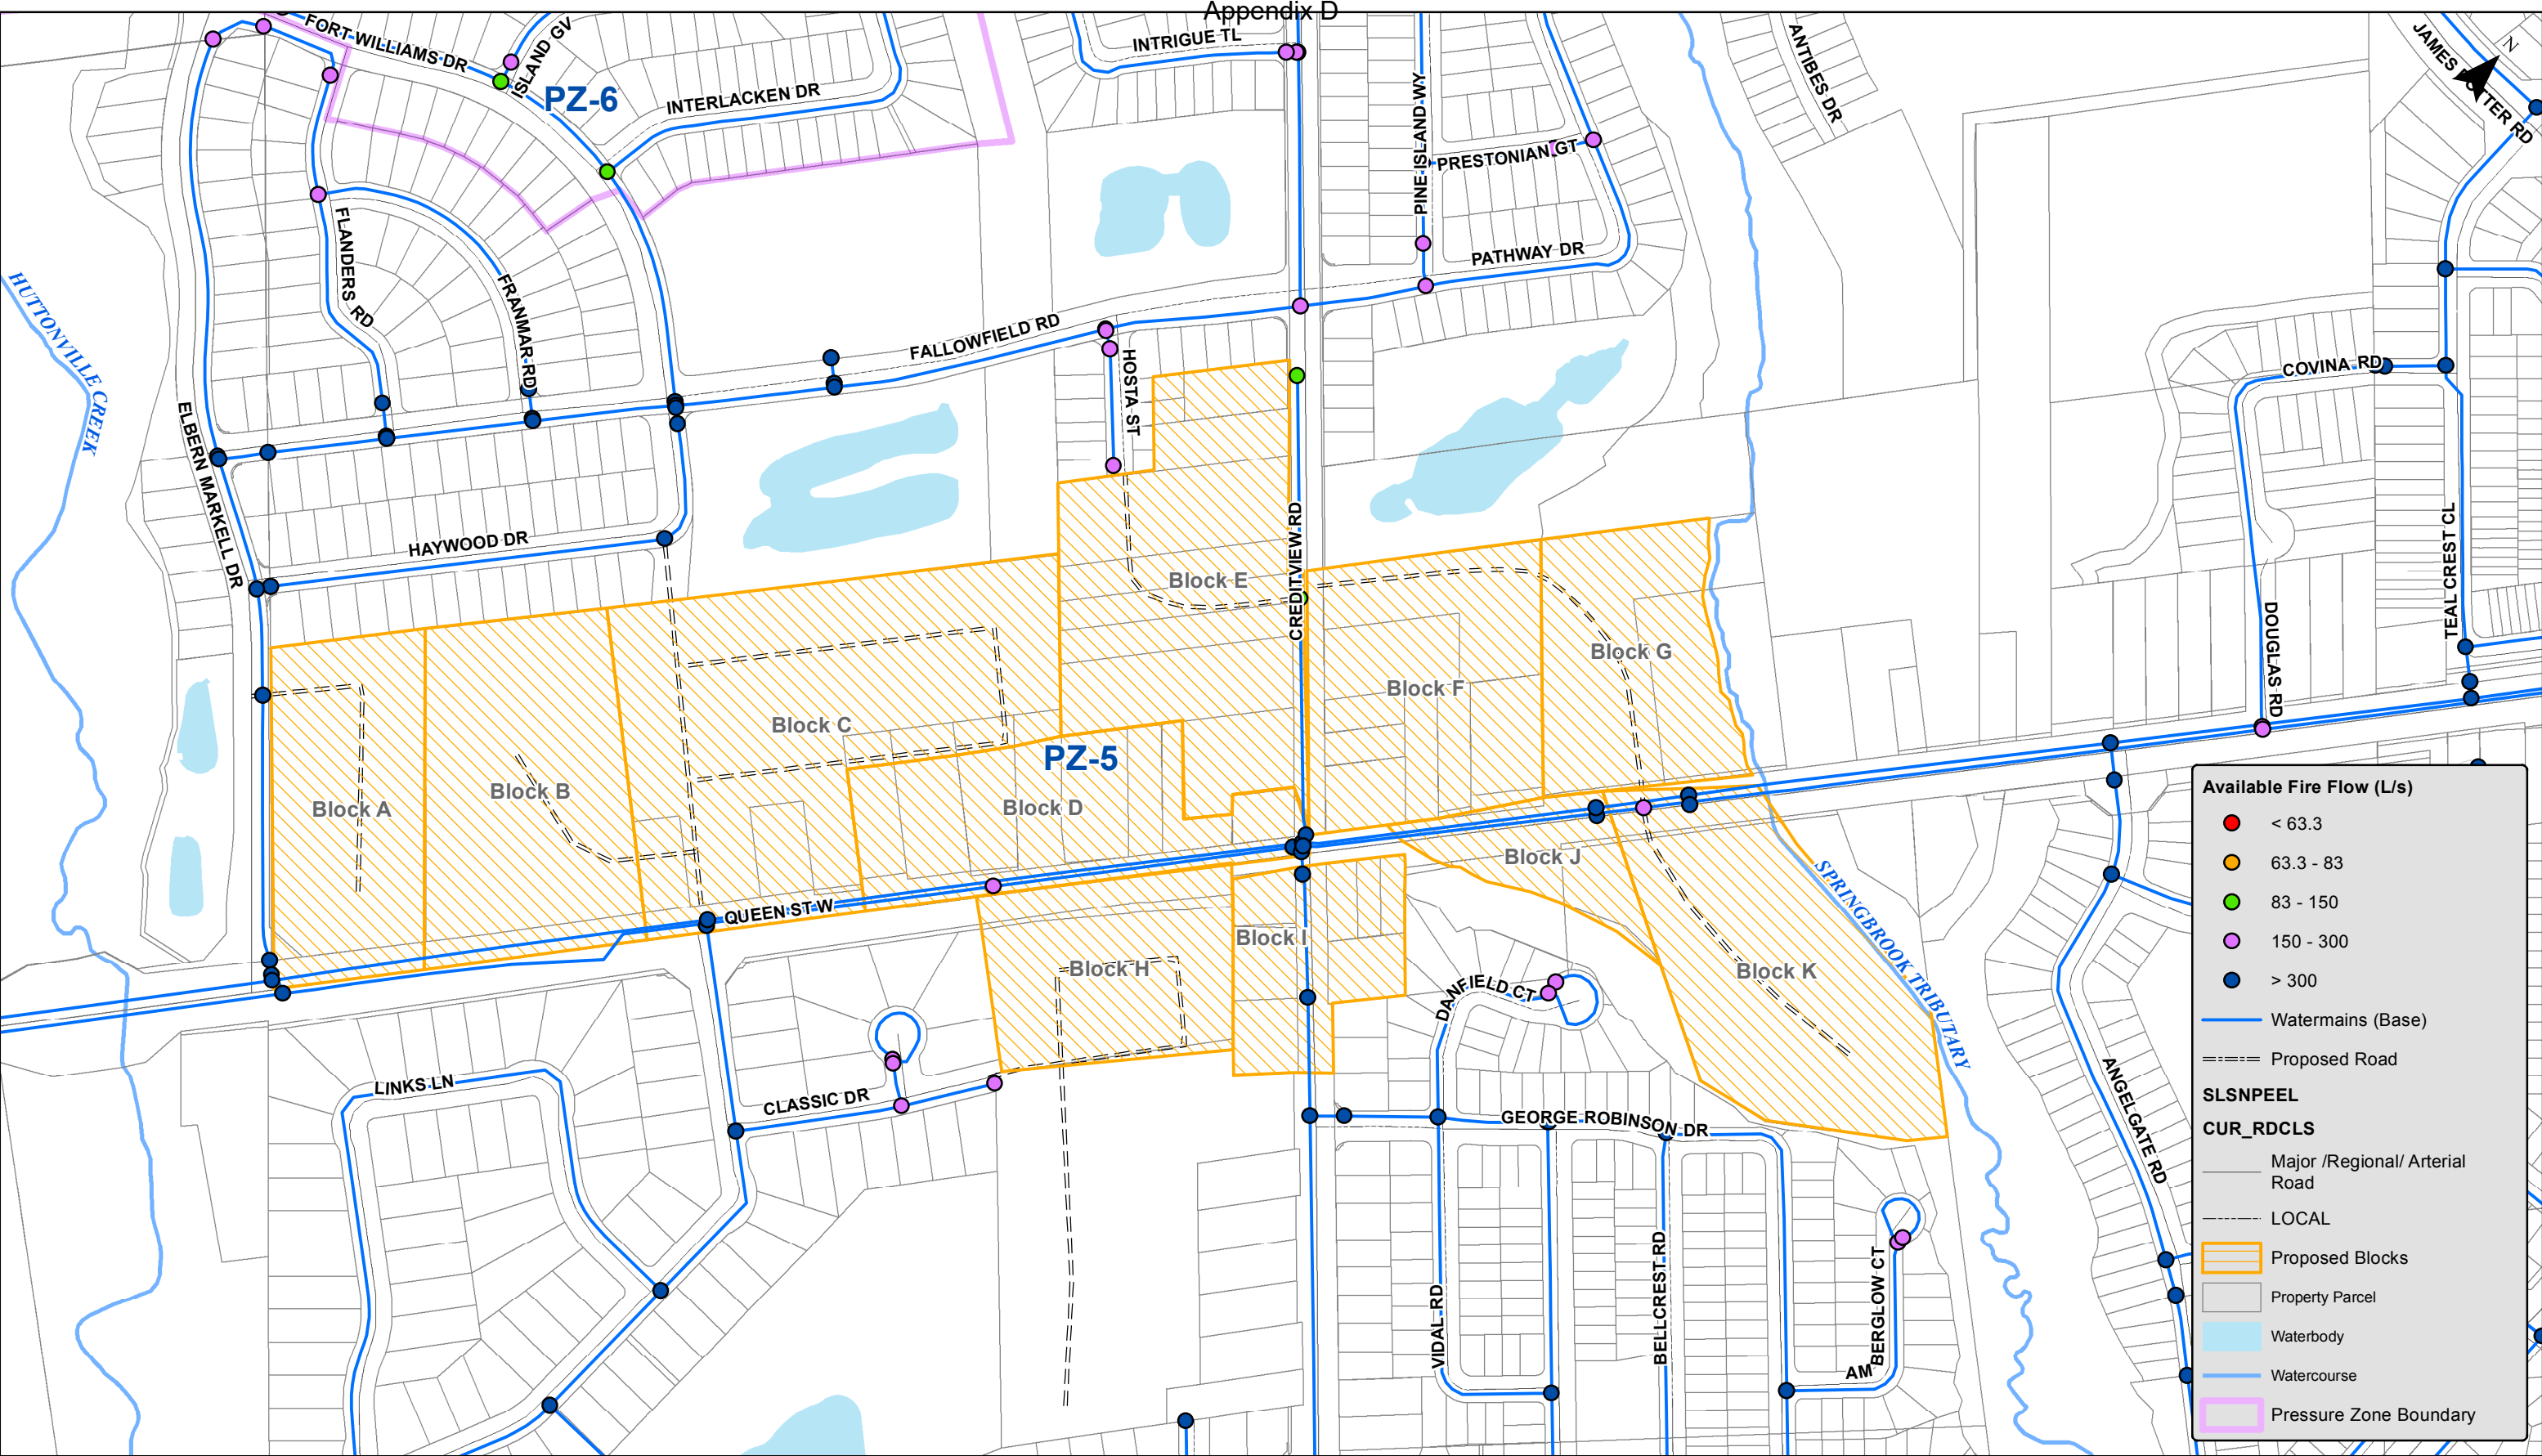 Appendix D
FORT WILLIAMS DR
ISLAND GV
PZ-6
INTERLACKEN DR
INTRIGUE TL
PINE ISLAND WY
PRESTONIAN GT
PATHWAY DR
ANTIBES DR
JAMES POTTER RD
N
HUTTONVILLE CREEK
FLANDERS RD
FRANMAR RD
FALLOWFIELD RD
HOSTA ST
COVINA RD
ELBERN MARKELL DR
HAYWOOD DR
CREDITVIEW RD
TEAL CREST CL
DOUGLAS RD
Block E
Block G
Block F
Block C
PZ-5
Block B
Block A
Block D
Block J
QUEEN ST W
Block I
Block H
Block K
SPRINGBROOK TRIBUTARY
DANFIELD CT
LINKS LN
CLASSIC DR
GEORGE ROBINSON DR
ANGELGATE RD
VIDAL RD
BELLCREST RD
BERGLOW CT
AM
Available Fire Flow (L/s)
< 63.3
63.3 - 83
83 - 150
150 - 300
> 300
Watermains (Base)
Proposed Road
SLSNPEEL
CUR_RDCLS
Major /Regional/ Arterial
Road
LOCAL
Proposed Blocks
Property Parcel
Waterbody
Watercourse
Pressure Zone Boundary